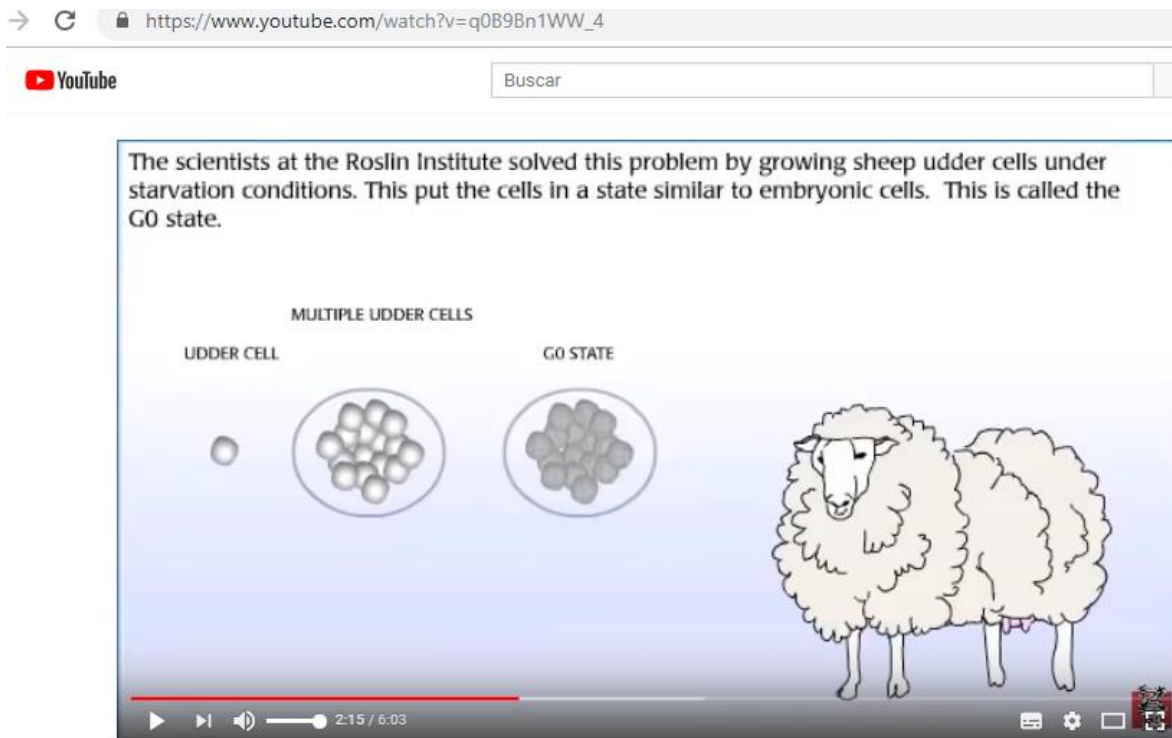 https://www.youtube.com/watch?v=q0B9Bn1WW_4
YouTube
Buscar
The scientists at the Roslin Institute solved this problem by growing sheep udder cells under
starvation conditions. This put the cells in a state similar to embryonic cells. This is called the
G0 state.
MULTIPLE UDDER CELLS
UDDER CELL
G0 STATE
2:15 / 6:03